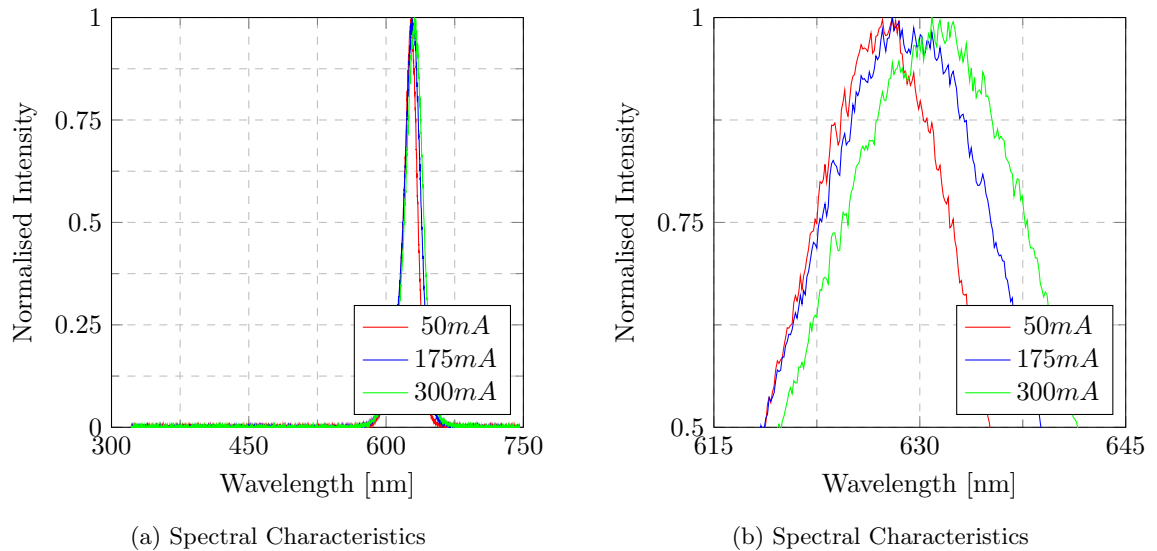 1
0.75
0.5
0.25
0
300
450
600
750
Normalised Intensity
Wavelength [nm]
50mA
175mA
300mA
(a) Spectral Characteristics
1
0.75
0.5
615
630
645
Normalised Intensity
Wavelength [nm]
50mA
175mA
300mA
(b) Spectral Characteristics